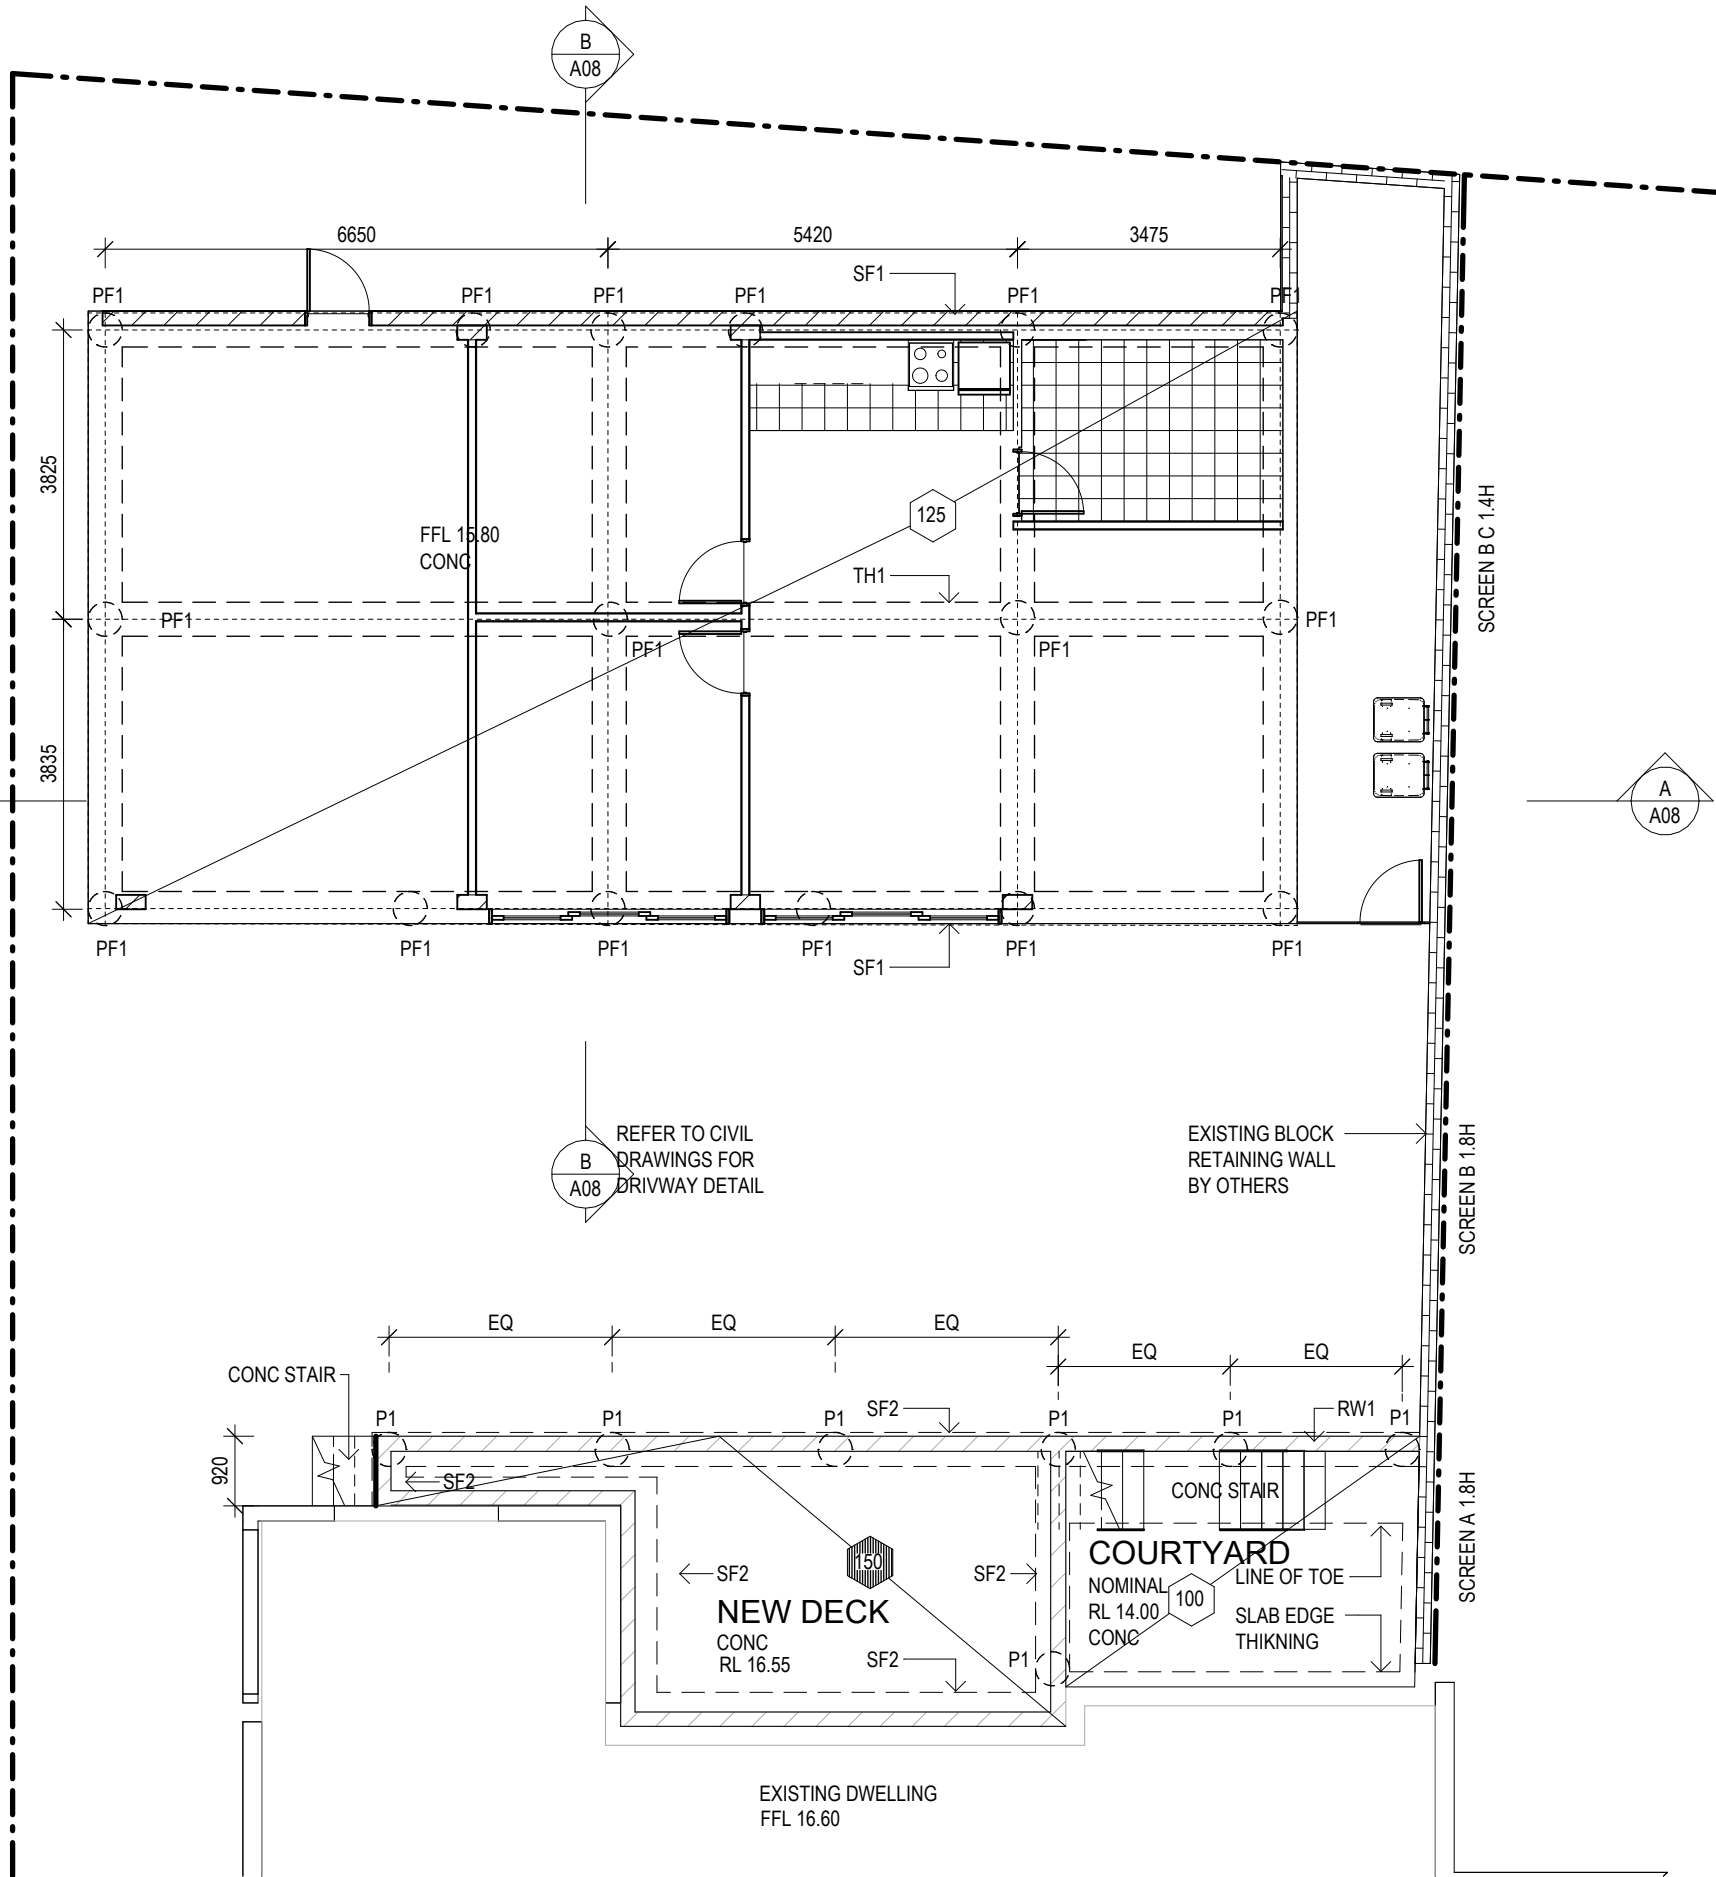 B
A08
6650
5420
3475
SF1
PF1
PF1
PF1
PF1
PF1
PF1
3825
125
FFL 15.80
CONC
SCREEN B C 1.4H
TH1
PF1
PF1
PF1
PF1
3835
A
A08
PF1
PF1
PF1
PF1
PF1
PF1
SF1
B
A08
REFER TO CIVIL
DRAWINGS FOR
DRIVWAY DETAIL
EXISTING BLOCK
RETAINING WALL
BY OTHERS
SCREEN B 1.8H
EQ
EQ
EQ
EQ
EQ
CONC STAIR
SF2
RW1
P1
P1
P1
P1
P1
P1
920
SF2
CONC STAIR
SCREEN A 1.8H
150
COURTYARD
SF2
SF2
LINE OF TOE
NOMINAL
RL 14.00
CONC
100
NEW DECK
CONC
RL 16.55
SLAB EDGE
THIKNING
SF2
P1
EXISTING DWELLING
FFL 16.60